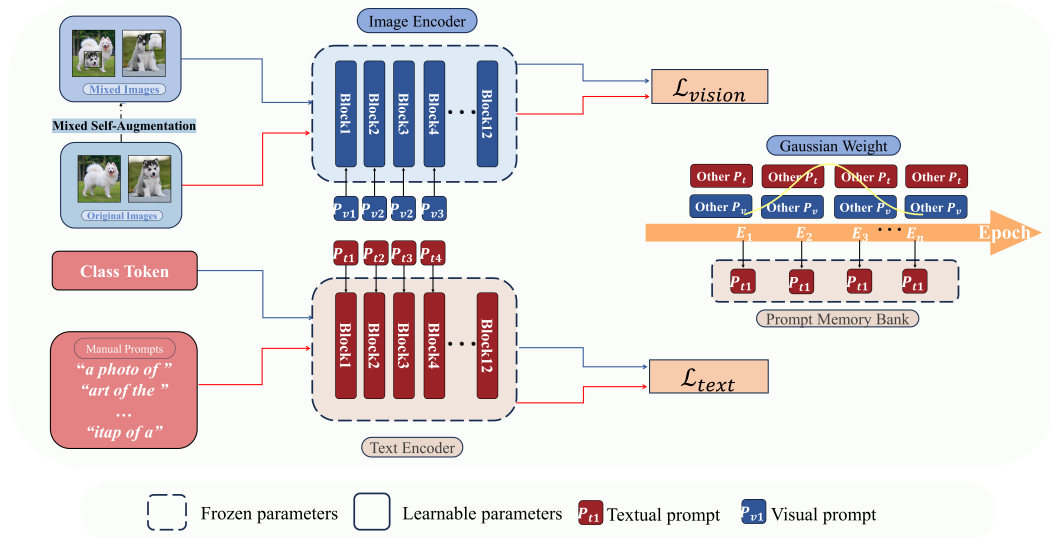 Image Encoder
Mixed Images
Mixed Self-Augmentation
Original Images
Block1
Block2
Block3
Block4
...
Block12
P_v1
P_v2
P_v2
P_v3
ℒ_vision
Gaussian Weight
Other P_t
Other P_t
Other P_t
Other P_t
Other P_v
Other P_v
Other P_v
Other P_v
E_1
E_2
E_3
...
E_n
Epoch
P_t1
P_t1
P_t1
P_t1
Prompt Memory Bank
Class Token
P_t1
P_t2
P_t3
P_t4
Block1
Block2
Block3
Block4
...
Block12
Manual Prompts
“a photo of ”
“art of the ”
...
“itap of a”
ℒ_text
Text Encoder
Frozen parameters
Learnable parameters
P_t1 Textual prompt
P_v1 Visual prompt